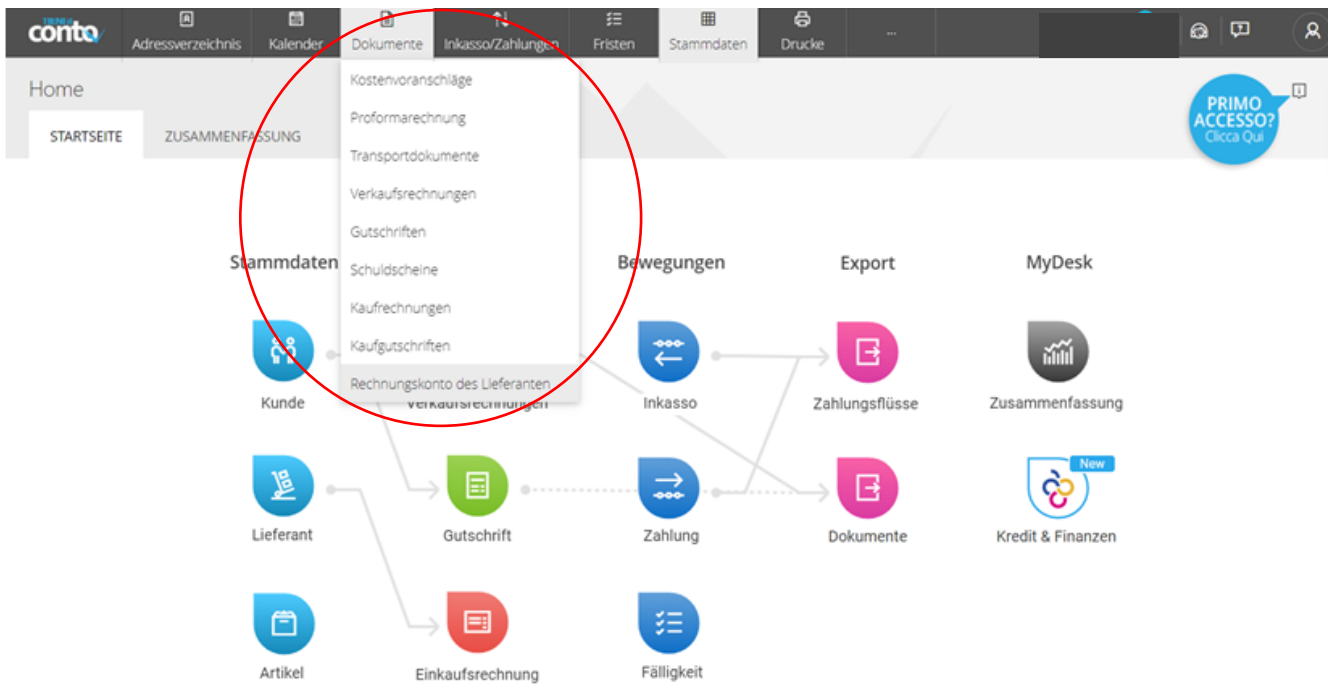 conto
Adressverzeichnis
Kalender
Dokumente
Inkasso/Zahlungen
Fristen
Stammdaten
Drucke
...
Home
PRIMO
ACCESSO?
Clicca Qui
STARTSEITE
ZUSAMMENFASSUNG
Kostenvoranschläge
Proformarechnung
Transportdokumente
Verkaufsrechnungen
Gutschriften
Schuldscheine
Kaufrechnungen
Kaufgutschriften
Rechnungskonto des Lieferanten
Stammdaten
Bewegungen
Export
MyDesk
Kunde
Verkaufsrechnungen
Inkasso
Zahlungsflüsse
Zusammenfassung
New
Lieferant
Gutschrift
Zahlung
Dokumente
Kredit & Finanzen
Artikel
Einkaufsrechnung
Fälligkeit